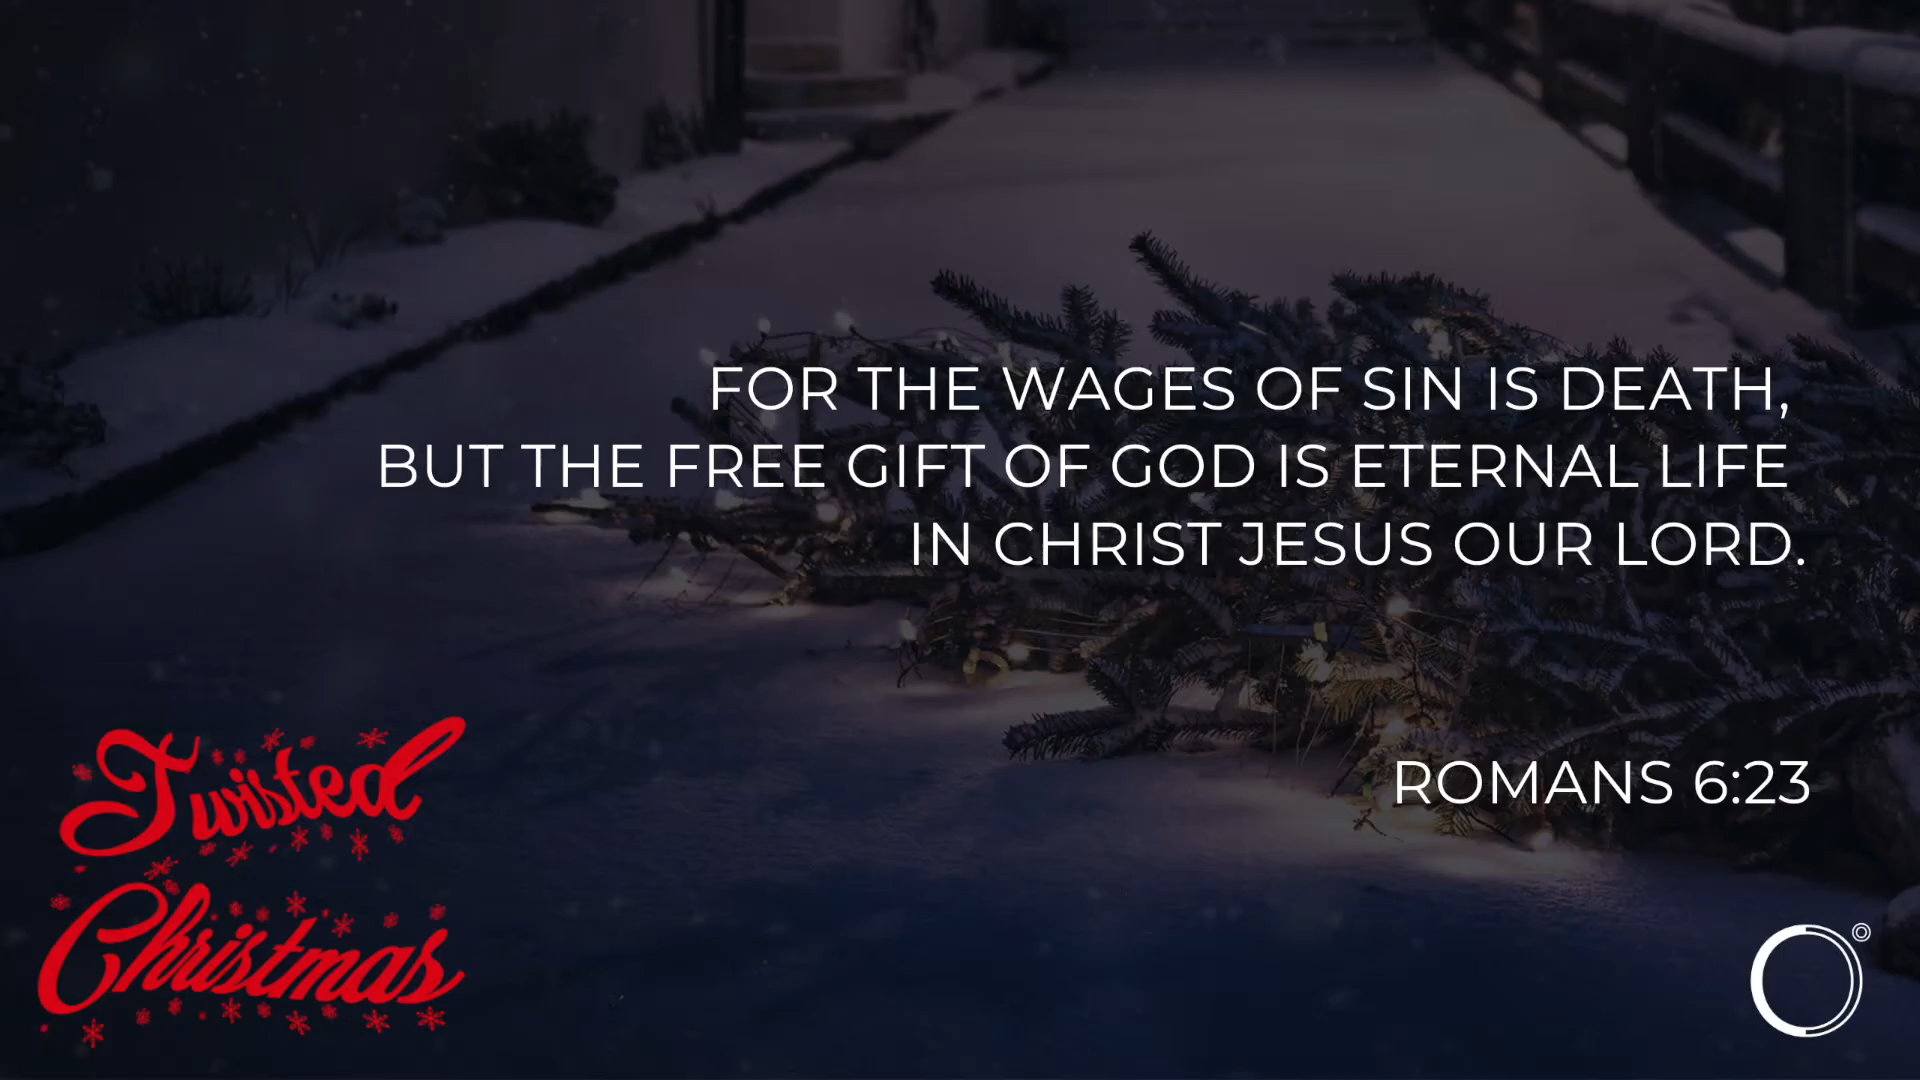 FOR THE WAGES OF SIN IS DEATH,
BUT THE FREE GIFT OF GOD IS ETERNAL LIFE
IN CHRIST JESUS OUR LORD.
ROMANS 6:23
Twisted
Christmas